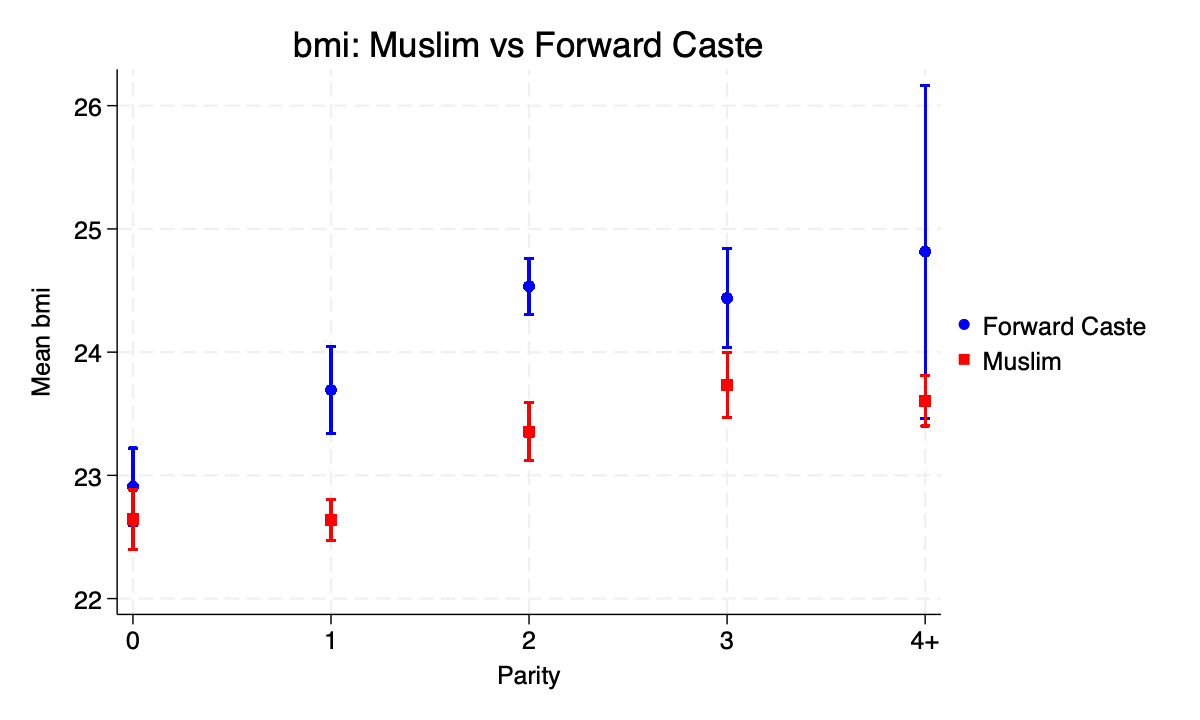 bmi: Muslim vs Forward Caste
26
25
24
23
22
Mean bmi
0 1 2 3 4+
Parity
Forward Caste
Muslim